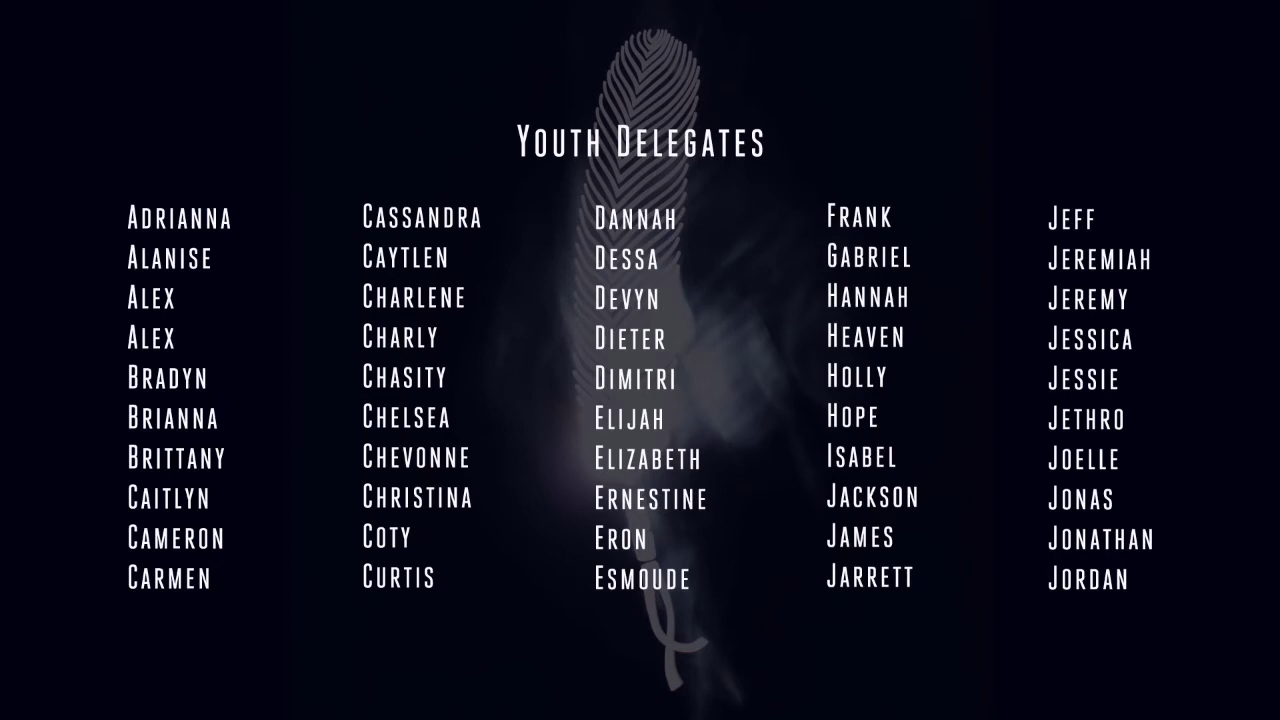 Youth Delegates
Adrianna
Alanise
Alex
Alex
Bradyn
Brianna
Brittany
Caitlyn
Cameron
Carmen
Cassandra
Caytlen
Charlene
Charly
Chasity
Chelsea
Chevonne
Christina
Coty
Curtis
Dannah
Dessa
Devyn
Dieter
Dimitri
Elijah
Elizabeth
Ernestine
Eron
Esmoude
Frank
Gabriel
Hannah
Heaven
Holly
Hope
Isabel
Jackson
James
Jarrett
Jeff
Jeremiah
Jeremy
Jessica
Jessie
Jethro
Joelle
Jonas
Jonathan
Jordan